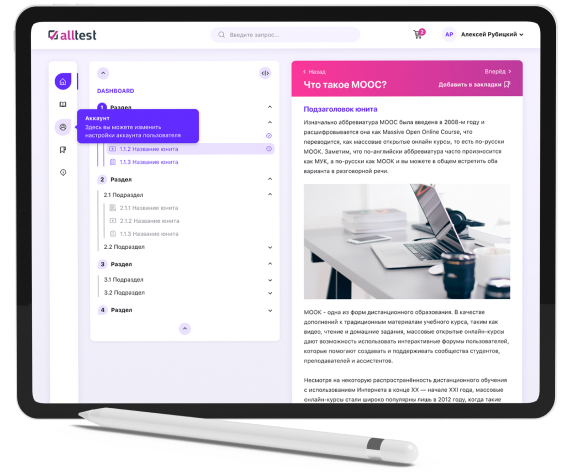 alltest
Введите запрос...
2
AP
Алексей Рубицкий
DASHBOARD
1 Раздел
Аккаунт
Здесь вы можете изменить
настройки аккаунта пользователя
1.1.2 Название юнита
1.1.3 Название юнита
2 Раздел
2.1 Подраздел
2.1.1 Название юнита
2.1.2 Название юнита
1.1.3 Название юнита
2.2 Подраздел
3 Раздел
3.1 Подраздел
3.2 Подраздел
4 Раздел
Назад
Вперёд
Что такое МООС?
Добавить в закладки
Подзаголовок юнита
Изначально аббревиатура МООС была введена в 2008-м году и
расшифровывается она как Massive Open Online Course, что
переводится, как массовые открытые онлайн курсы, то есть по-русски
МООК. Заметим, что по-английски аббревиатура часто произносится
как МУК, а по-русски как МООК и вы можете в общем встретить оба
варианта в разговорной речи.
МООК - одна из форм дистанционного образования. В качестве
дополнений к традиционным материалам учебного курса, таким как
видео, чтение и домашние задания, массовые открытые онлайн-курсы
дают возможность использовать интерактивные форумы пользователей,
которые помогают создавать и поддерживать сообщества студентов,
преподавателей и ассистентов.
Несмотря на некоторую распространённость дистанционного обучения
с использованием Интернета в конце XX — начале XXI года, массовые
онлайн-курсы стали широко популярны лишь в 2012 году, когда такие